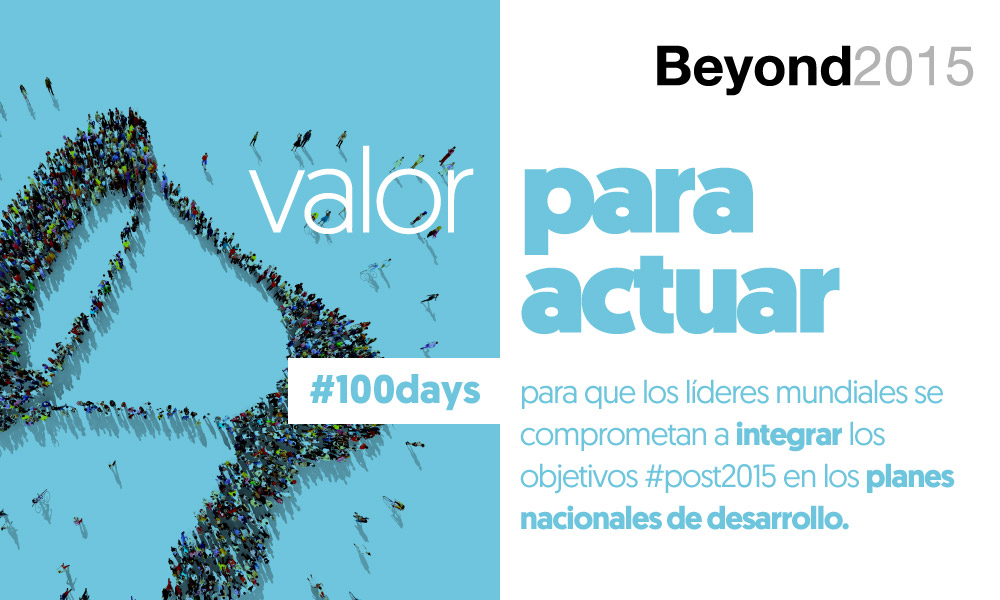 Beyond2015
valor para
actuar
#100days
para que los líderes mundiales se
comprometan a integrar los
objetivos #post2015 en los planes
nacionales de desarrollo.